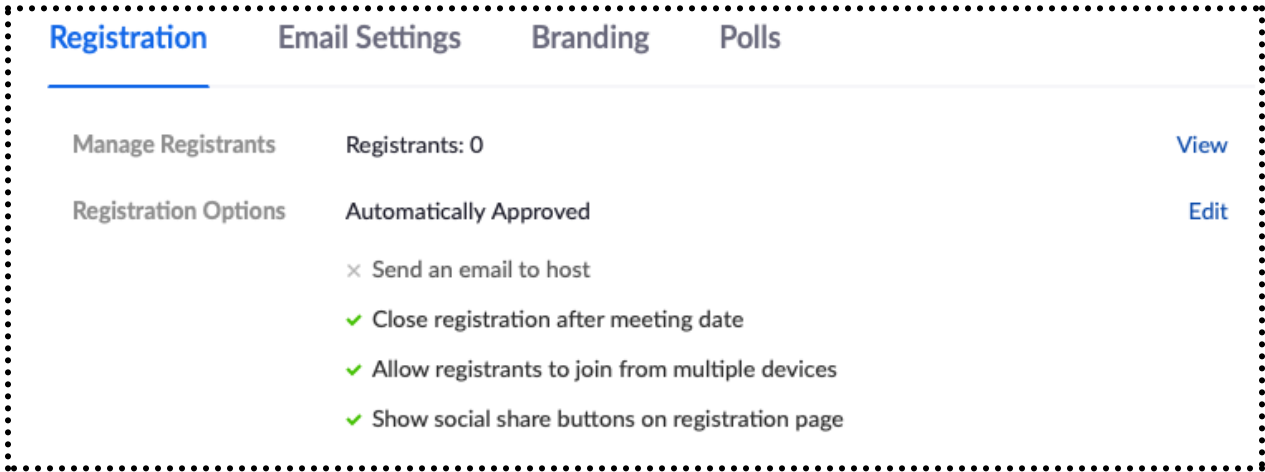 Registration Email Settings Branding Polls
Manage Registrants Registrants: 0 View
Registration Options Automatically Approved Edit
Send an email to host
Close registration after meeting date
Allow registrants to join from multiple devices
Show social share buttons on registration page